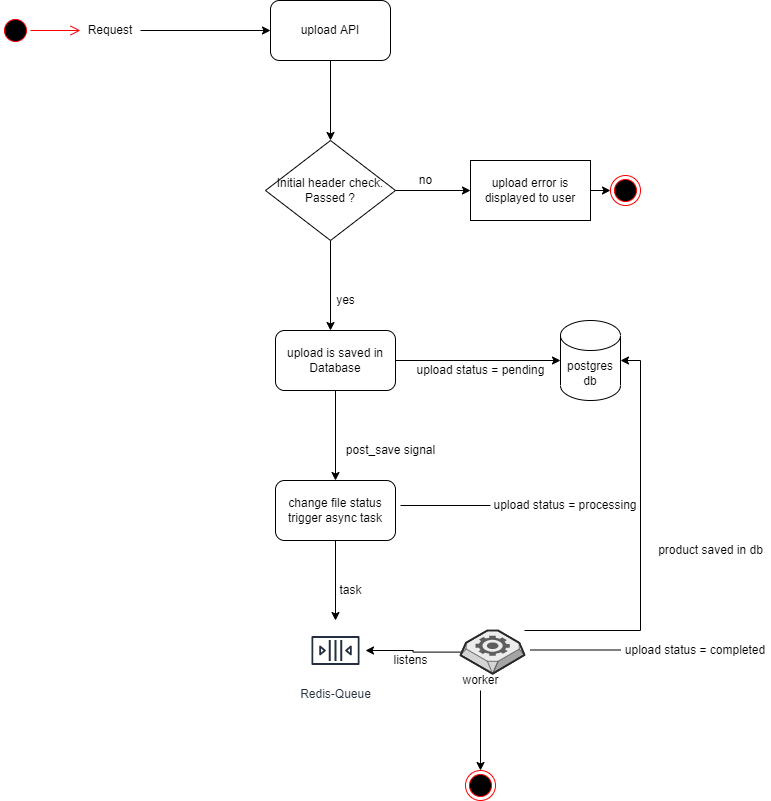 Request
upload API
Initial header check.
Passed ?
no
upload error is
displayed to user
yes
upload is saved in
Database
upload status = pending
postgres
db
post_save signal
change file status
trigger async task
upload status = processing
product saved in db
task
listens
upload status = completed
worker
Redis-Queue